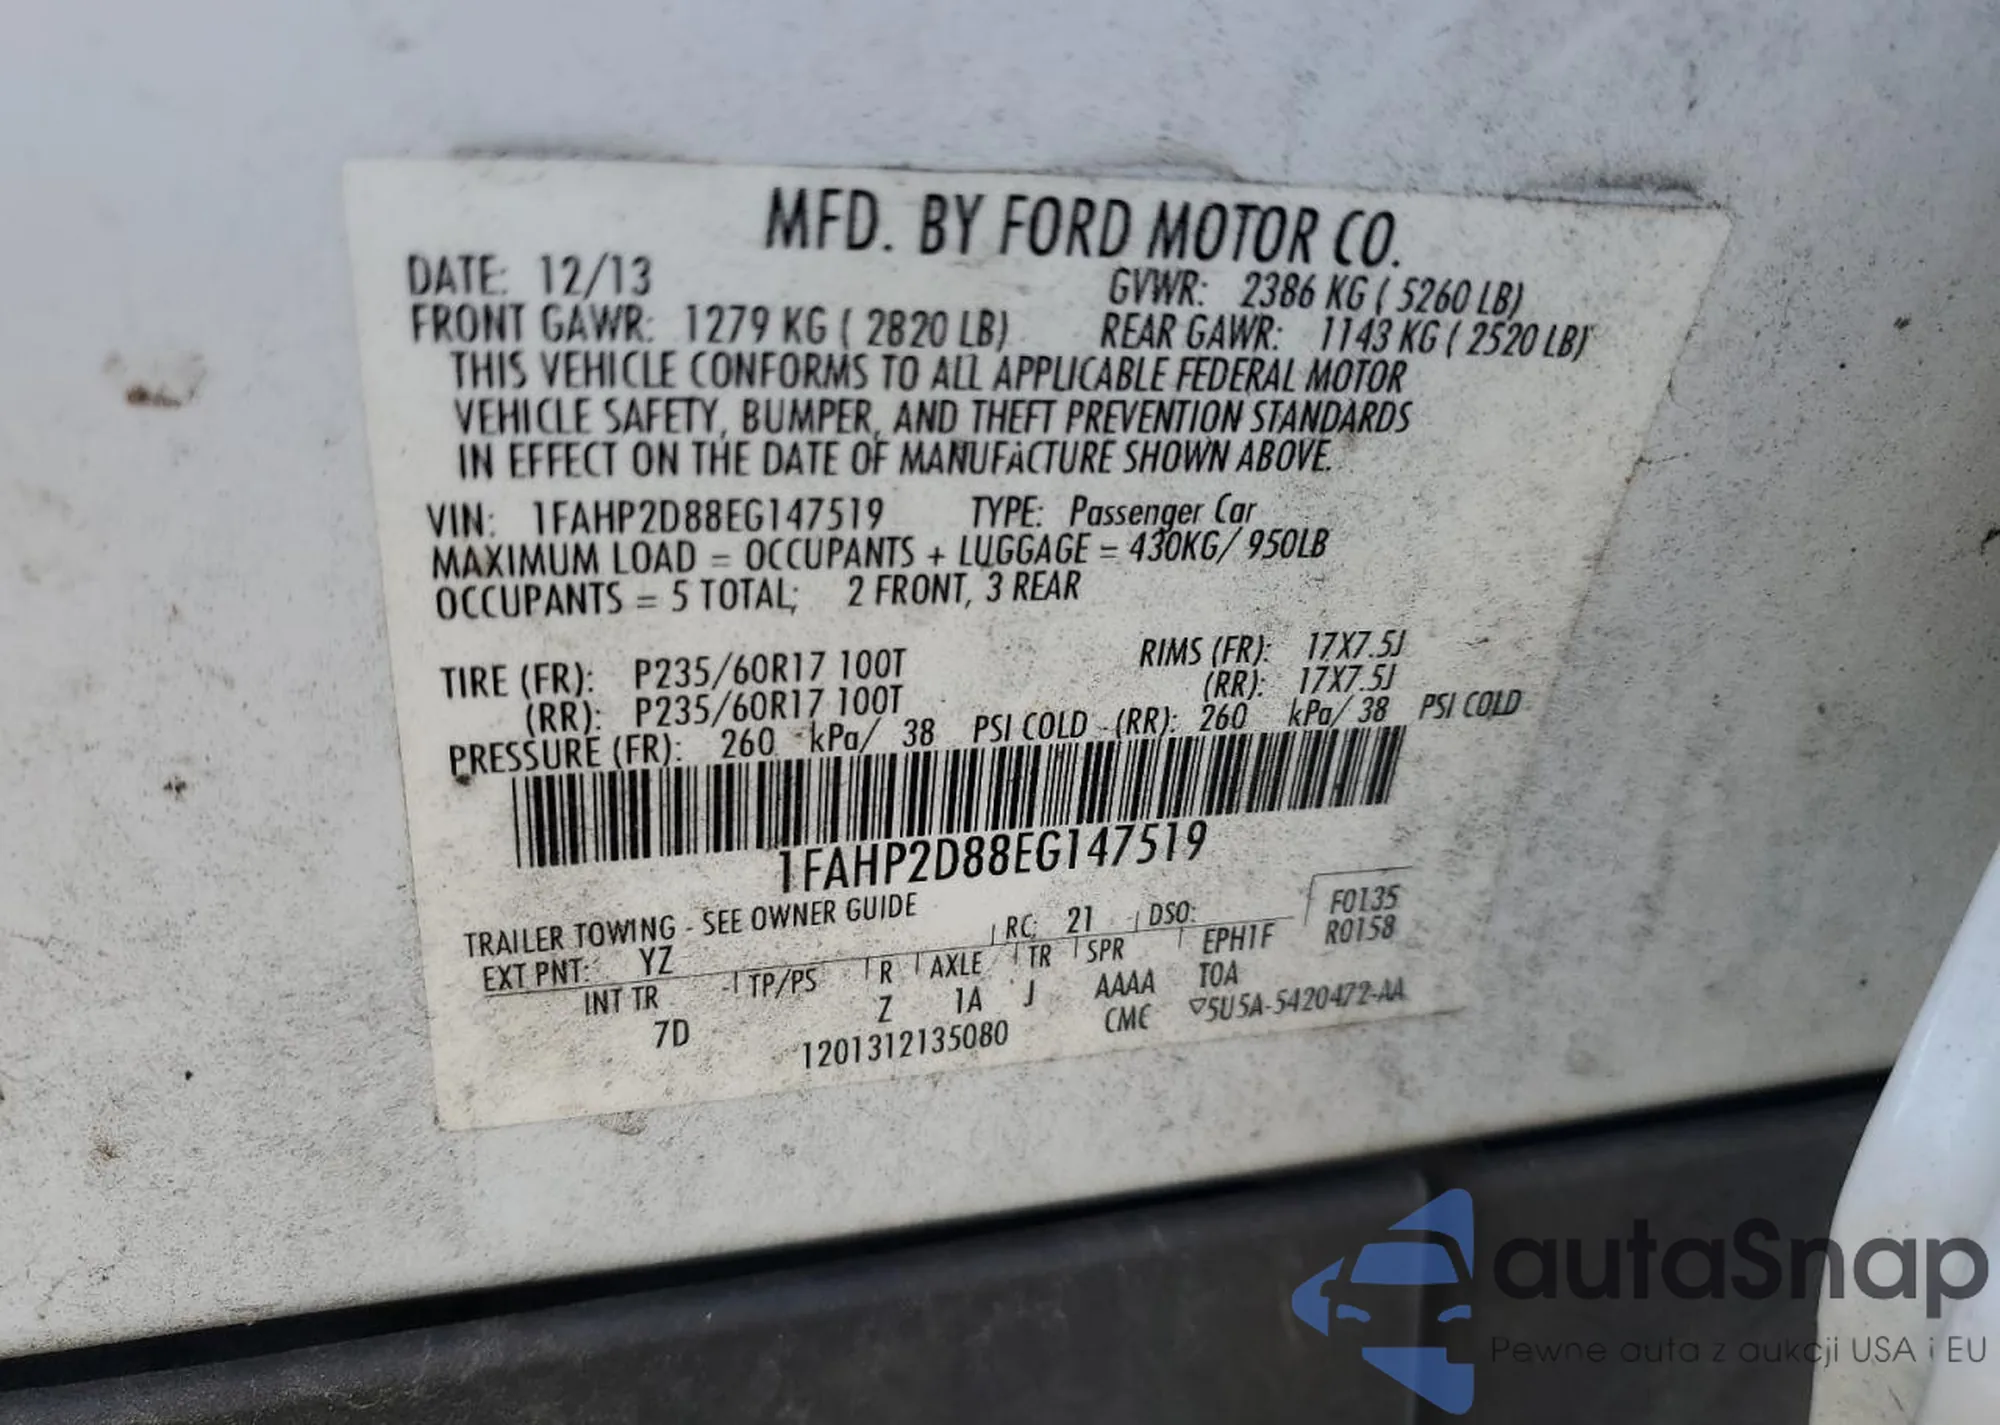 MFD. BY FORD MOTOR CO.
DATE: 12/13 GVWR: 2386 KG ( 5260 LB)
FRONT GAWR: 1279 KG ( 2820 LB) REAR GAWR: 1143 KG ( 2520 LB)
THIS VEHICLE CONFORMS TO ALL APPLICABLE FEDERAL MOTOR
VEHICLE SAFETY, BUMPER, AND THEFT PREVENTION STANDARDS
IN EFFECT ON THE DATE OF MANUFACTURE SHOWN ABOVE.
VIN: 1FAHP2D88EG147519 TYPE: Passenger Car
MAXIMUM LOAD = OCCUPANTS + LUGGAGE = 430KG/ 950LB
OCCUPANTS = 5 TOTAL; 2 FRONT, 3 REAR
TIRE (FR): P235/60R17 100T RIMS (FR): 17X7.5J
(RR): P235/60R17 100T (RR): 17X7.5J
PRESSURE (FR): 260 kPa/ 38 PSI COLD (RR): 260 kPa/ 38 PSI COLD
1FAHP2D88EG147519
TRAILER TOWING - SEE OWNER GUIDE
EXT PNT: YZ RC: 21 DSO: F0135
R0158
INT TR TP/PS R AXLE TR SPR EPH1F
7D Z 1A J AAAA TOA
1201312135080 CMC ▽5U5A-5420472-AA
autaSnap
Pewne auta z aukcji USA i EU